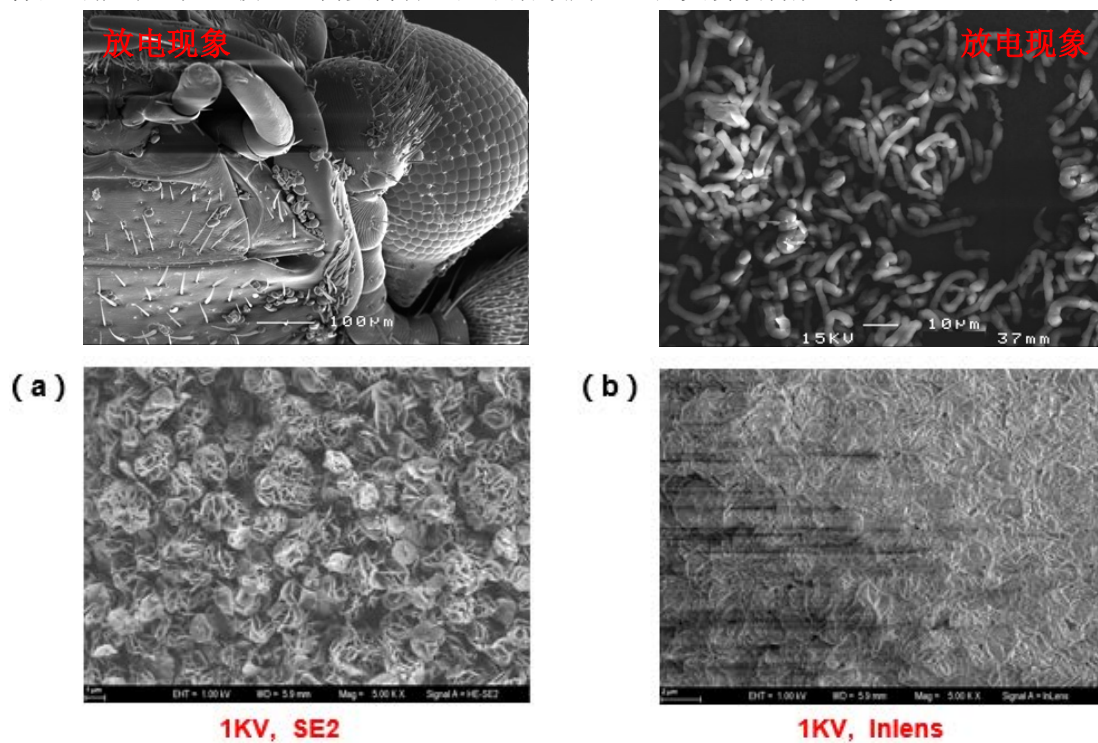 放电现象
放电现象
100µm
15KV
10µm
37mm
(a)
(b)
EHT = 1.00 kV WD = 5.9 mm Mag = 5.00 K X Signal A = HE-SE2
EHT = 1.00 kV WD = 5.9 mm Mag = 5.00 K X Signal A = InLens
1KV, SE2
1KV, Inlens